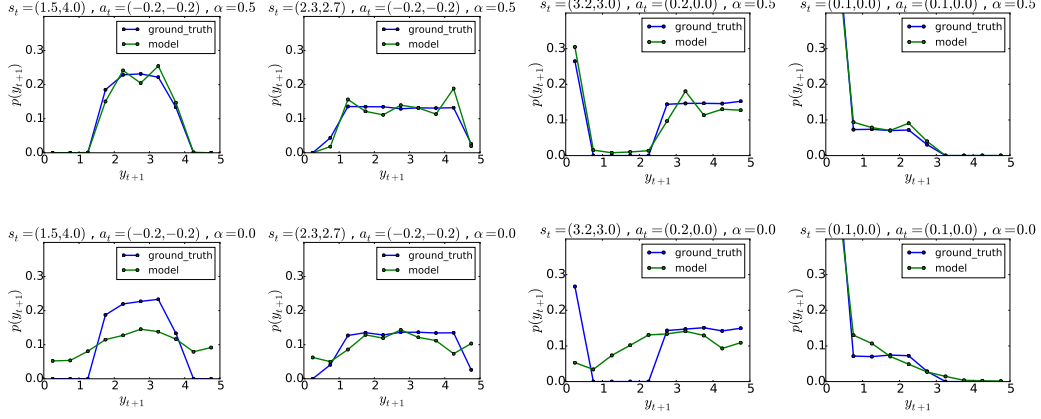 s_t=(1.5,4.0) , a_t=(−0.2,−0.2) , α=0.5
ground_truth
model
p(y_{t+1})
0.3
0.2
0.1
0.0
0 1 2 3 4 5
y_{t+1}
s_t=(2.3,2.7) , a_t=(−0.2,−0.2) , α=0.5
ground_truth
model
p(y_{t+1})
0.3
0.2
0.1
0.0
0 1 2 3 4 5
y_{t+1}
s_t=(3.2,3.0) , a_t=(0.2,0.0) , α=0.5
ground_truth
model
p(y_{t+1})
0.3
0.2
0.1
0.0
0 1 2 3 4 5
y_{t+1}
s_t=(0.1,0.0) , a_t=(0.1,0.0) , α=0.5
ground_truth
model
p(y_{t+1})
0.3
0.2
0.1
0.0
0 1 2 3 4 5
y_{t+1}
s_t=(1.5,4.0) , a_t=(−0.2,−0.2) , α=0.0
ground_truth
model
p(y_{t+1})
0.3
0.2
0.1
0.0
0 1 2 3 4 5
y_{t+1}
s_t=(2.3,2.7) , a_t=(−0.2,−0.2) , α=0.0
ground_truth
model
p(y_{t+1})
0.3
0.2
0.1
0.0
0 1 2 3 4 5
y_{t+1}
s_t=(3.2,3.0) , a_t=(0.2,0.0) , α=0.0
ground_truth
model
p(y_{t+1})
0.3
0.2
0.1
0.0
0 1 2 3 4 5
y_{t+1}
s_t=(0.1,0.0) , a_t=(0.1,0.0) , α=0.0
ground_truth
model
p(y_{t+1})
0.3
0.2
0.1
0.0
0 1 2 3 4 5
y_{t+1}